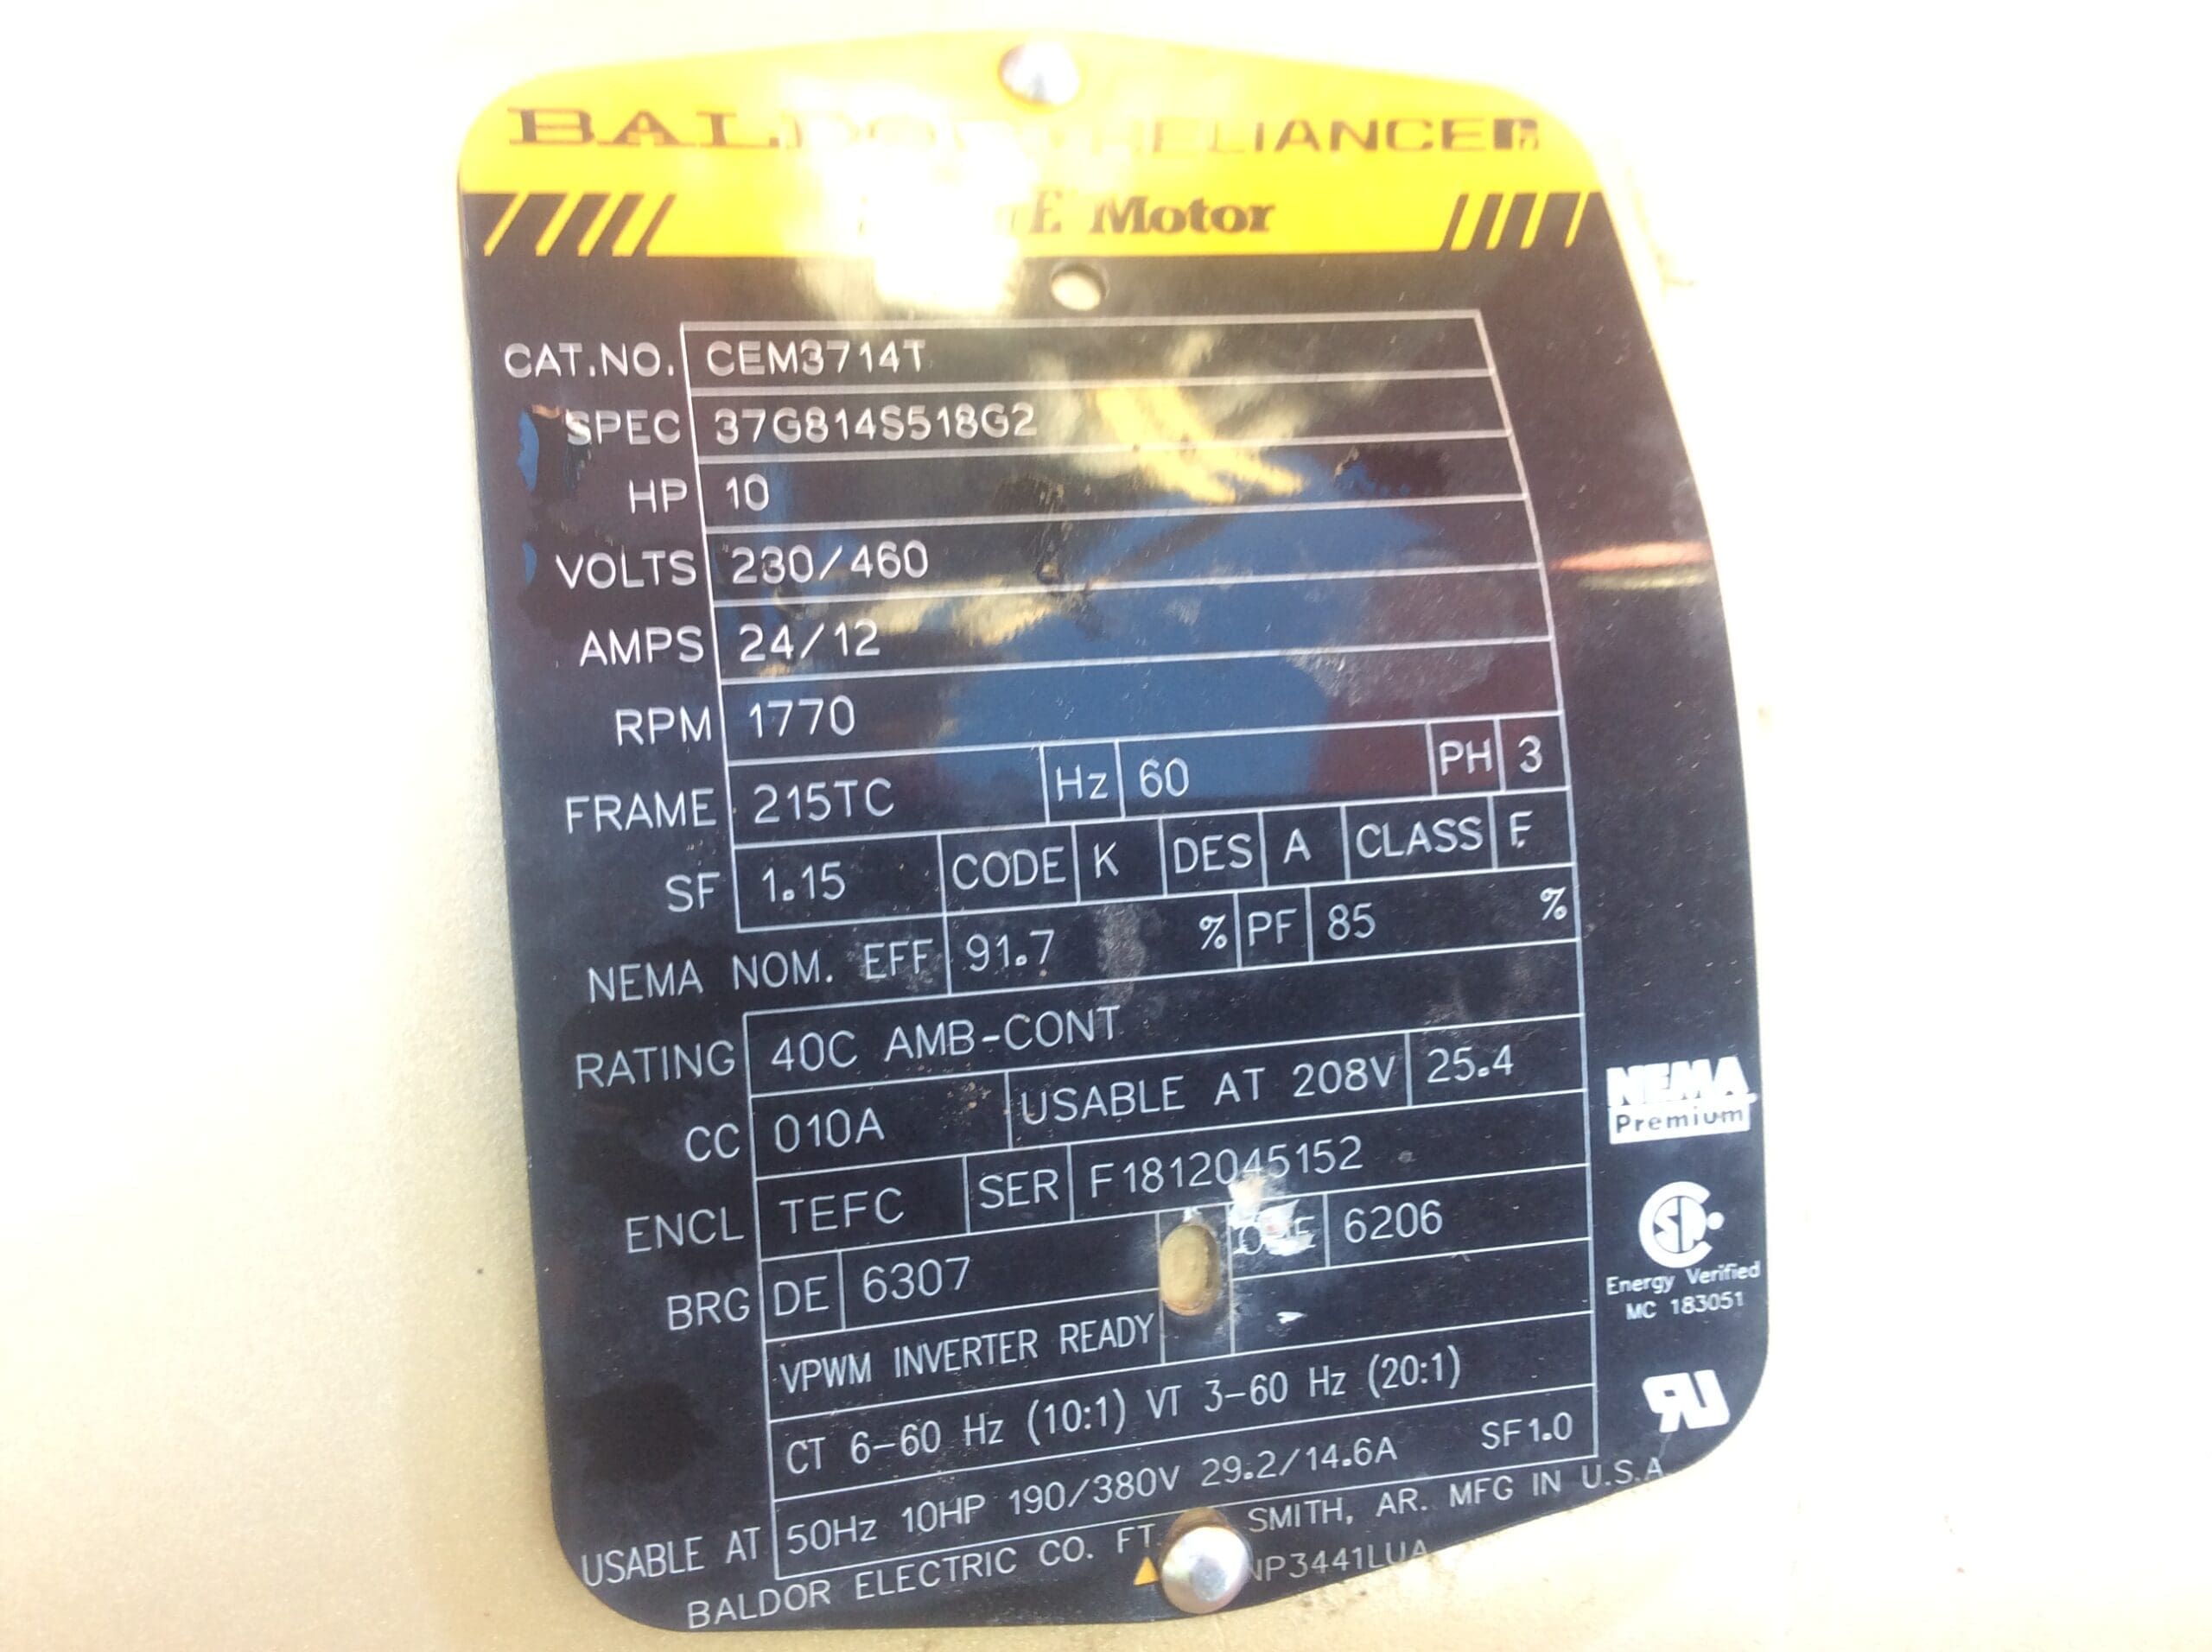 BALDOR RELIANCER
E Motor
CAT.NO. CEM3714T
SPEC 37G814S518G2
HP 10
VOLTS 230/460
AMPS 24/12
RPM 1770
FRAME 215TC Hz 60 PH 3
SF 1.15 CODE K DES A CLASS F
NEMA NOM. EFF 91.7 % PF 85 %
RATING 40C AMB-CONT
CC 010A USABLE AT 208V 25.4
ENCL TEFC SER F1812045152
BRG DE 6307 ODE 6206
VPWM INVERTER READY
CT 6-60 Hz (10:1) VT 3-60 Hz (20:1)
USABLE AT 50Hz 10HP 190/380V 29.2/14.6A SF1.0
BALDOR ELECTRIC CO. FT. SMITH, AR. MFG IN U.S.A.
NP3441LUA
NEMA
Premium
Energy Verified
MC 183051